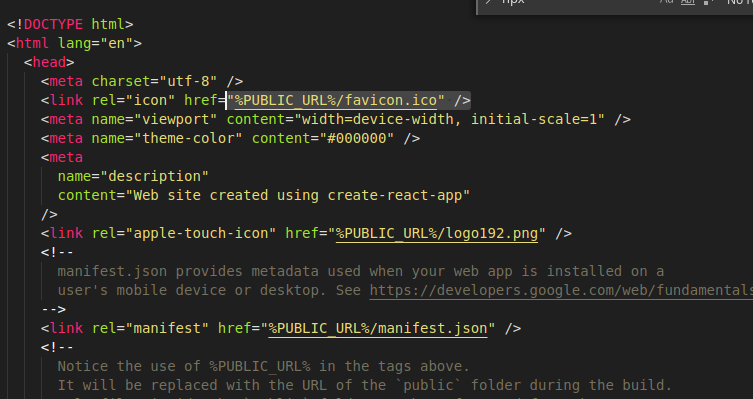 <!DOCTYPE html>
<html lang="en">
<head>
<meta charset="utf-8" />
<link rel="icon" href="%PUBLIC_URL%/favicon.ico" />
<meta name="viewport" content="width=device-width, initial-scale=1" />
<meta name="theme-color" content="#000000" />
<meta
name="description"
content="Web site created using create-react-app"
/>
<link rel="apple-touch-icon" href="%PUBLIC_URL%/logo192.png" />
<!--
manifest.json provides metadata used when your web app is installed on a
user's mobile device or desktop. See https://developers.google.com/web/fundamentals
-->
<link rel="manifest" href="%PUBLIC_URL%/manifest.json" />
<!--
Notice the use of %PUBLIC_URL% in the tags above.
It will be replaced with the URL of the `public` folder during the build.